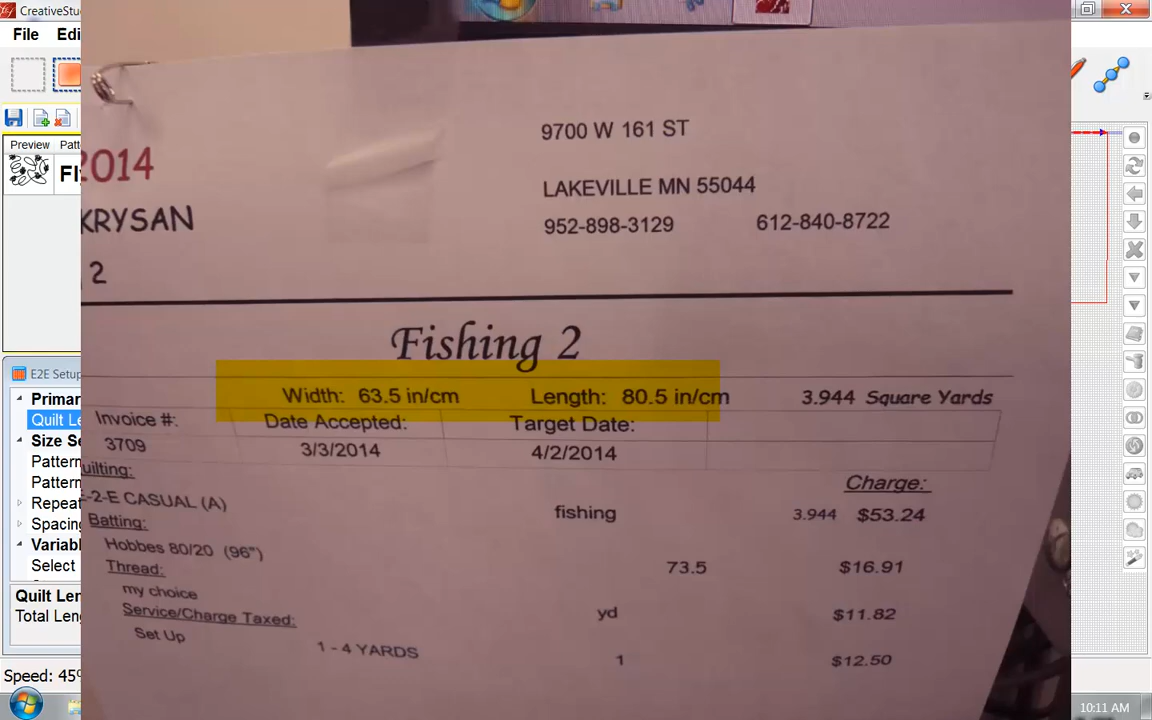 CreativeStu
File Edi
Preview Patt
Fl
E2E Setup
Primar
Quilt Le
Size Se
Pattern
Pattern
Repeat
Spacing
Variab
Select
Quilt Len
Total Leng
Speed: 45%
10:11 AM
2014
KRYSAN
2
9700 W 161 ST
LAKEVILLE MN 55044
952-898-3129 612-840-8722
Fishing 2
Width: 63.5 in/cm Length: 80.5 in/cm 3.944 Square Yards
Invoice #: Date Accepted: Target Date:
3709 3/3/2014 4/2/2014
uilting: Charge:
E-2-E CASUAL (A) fishing 3.944 $53.24
Batting:
Hobbes 80/20 (96") 73.5 $16.91
Thread:
my choice yd $11.82
Service/Charge Taxed:
Set Up 1 - 4 YARDS 1 $12.50